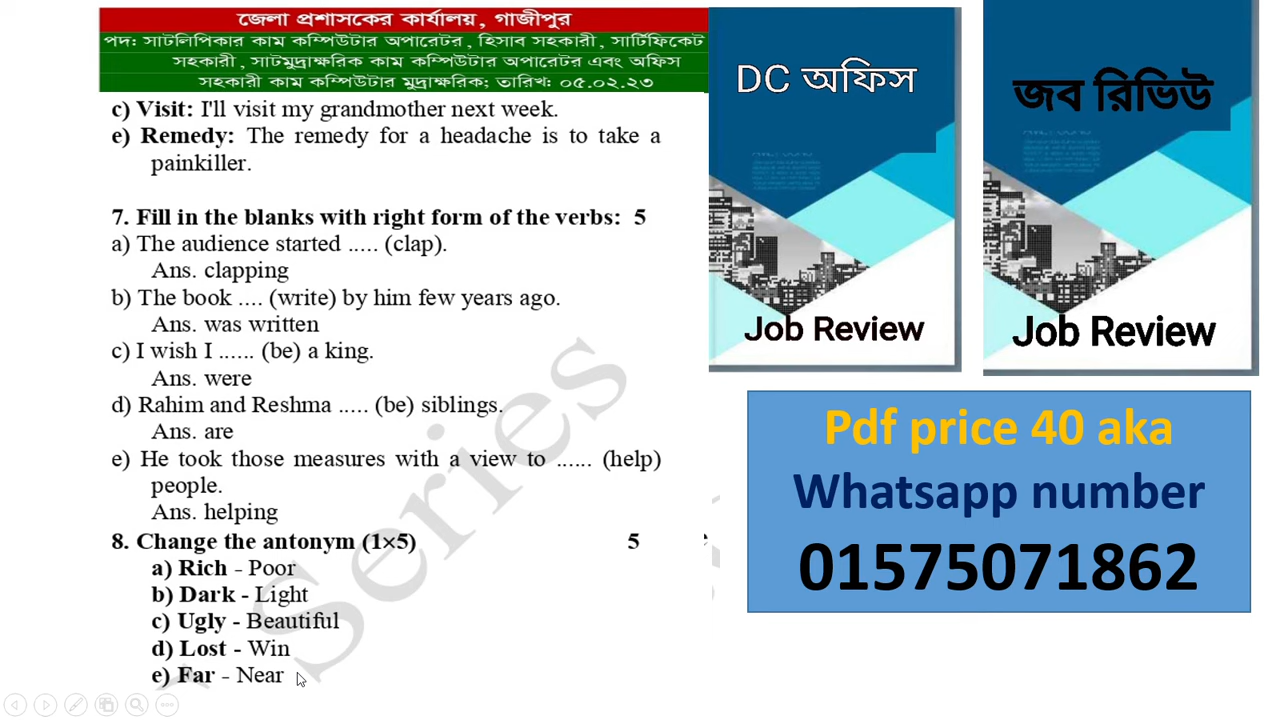 জেলা প্রশাসকের কার্যালয়, গাজীপুর
পদ: সাটলিপিকার কাম কম্পিউটার অপারেটর, হিসাব সহকারী, সার্টিফিকেট
সহকারী, সাটমুদ্রাক্ষরিক কাম কম্পিউটার অপারেটর এবং অফিস
সহকারী কাম কম্পিউটার মুদ্রাক্ষরিক; তারিখ: ০৫.০২.২৩
c) Visit: I'll visit my grandmother next week.
e) Remedy: The remedy for a headache is to take a
painkiller.
7. Fill in the blanks with right form of the verbs: 5
a) The audience started ..... (clap).
Ans. clapping
b) The book .... (write) by him few years ago.
Ans. was written
c) I wish I ...... (be) a king.
Ans. were
d) Rahim and Reshma ..... (be) siblings.
Ans. are
e) He took those measures with a view to ...... (help)
people.
Ans. helping
8. Change the antonym (1×5) 5
a) Rich - Poor
b) Dark - Light
c) Ugly - Beautiful
d) Lost - Win
e) Far - Near
Series
DC অফিস
Job Review
জব রিভিউ
Job Review
Pdf price 40 aka
Whatsapp number
01575071862